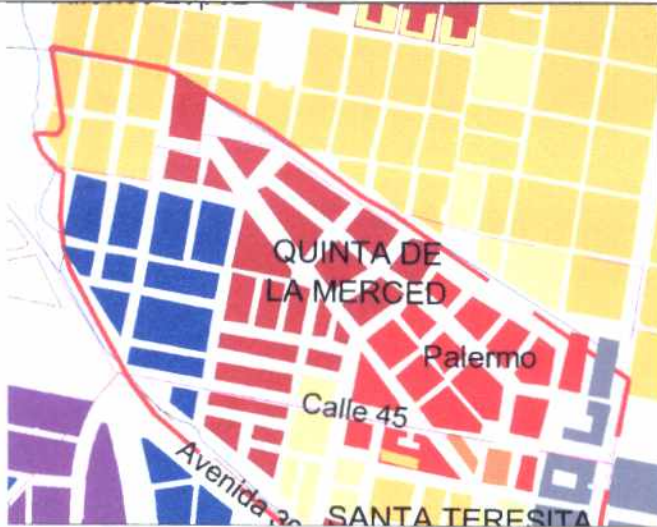 QUINTA DE
LA MERCED
Palermo
Calle 45
Avenida
SANTA TERESITA